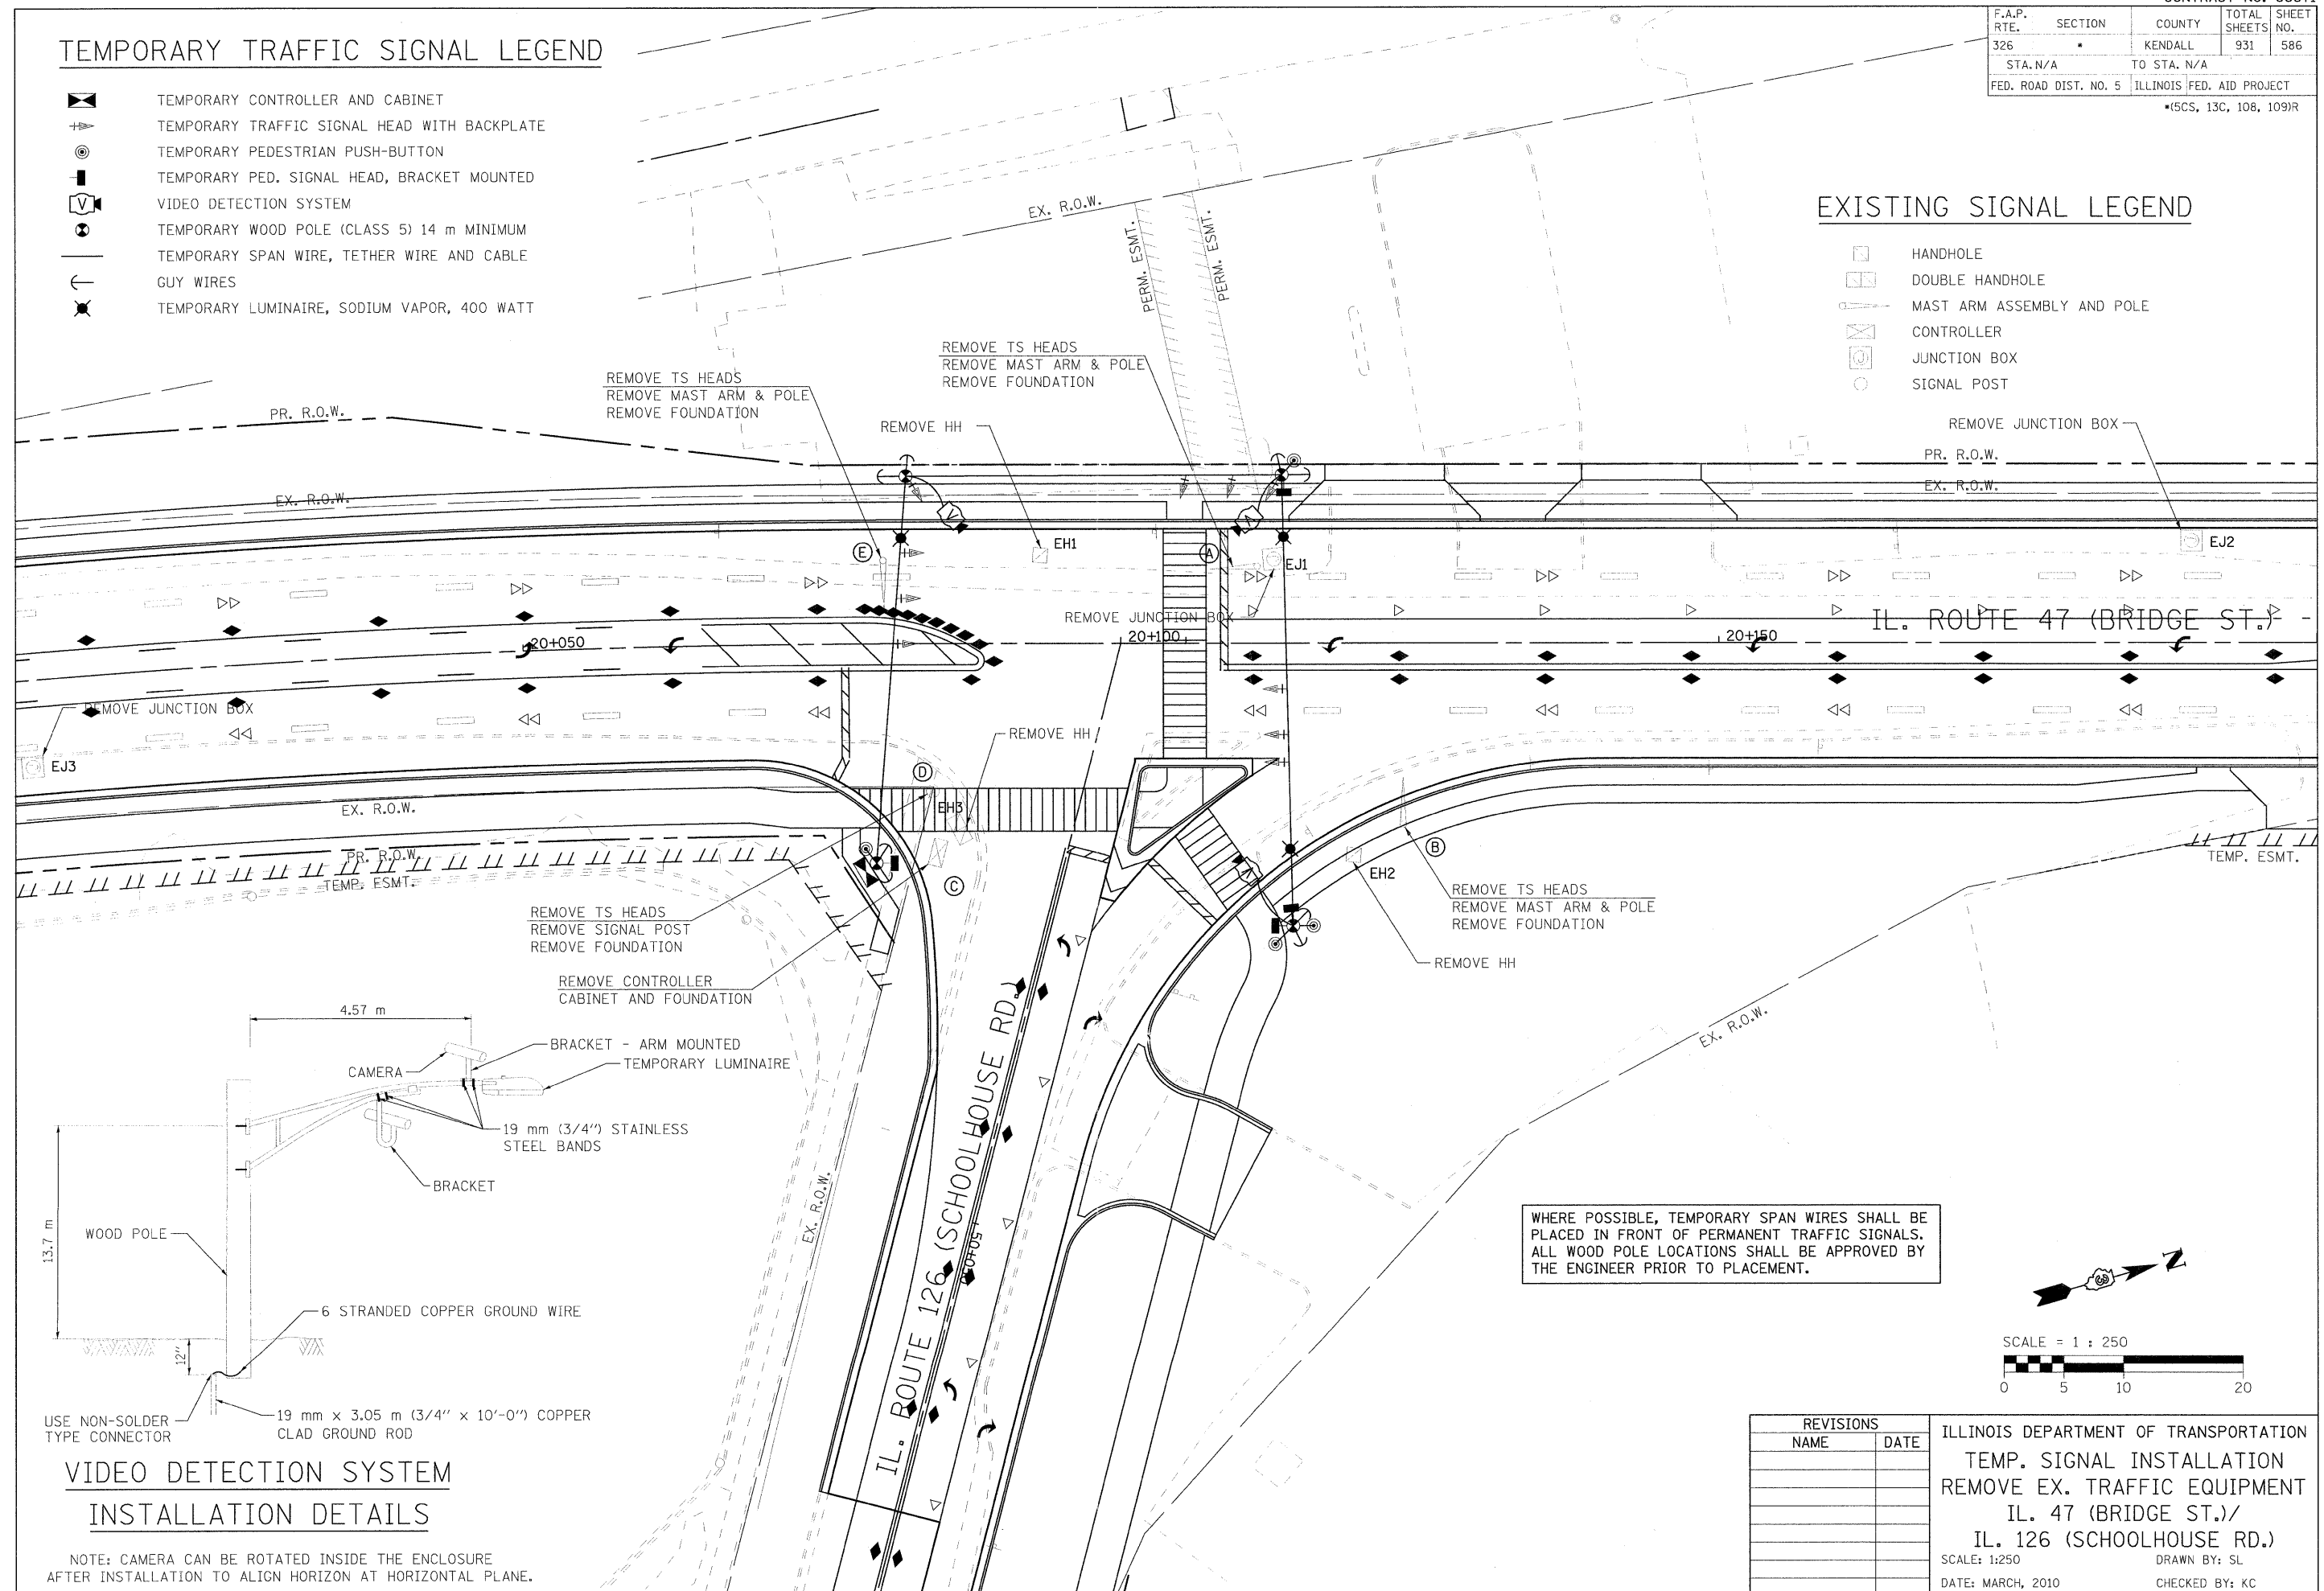 TEMPORARY TRAFFIC SIGNAL LEGEND
TEMPORARY CONTROLLER AND CABINET
TEMPORARY TRAFFIC SIGNAL HEAD WITH BACKPLATE
TEMPORARY PEDESTRIAN PUSH-BUTTON
TEMPORARY PED. SIGNAL HEAD, BRACKET MOUNTED
V
VIDEO DETECTION SYSTEM
TEMPORARY WOOD POLE (CLASS 5) 14 m MINIMUM
TEMPORARY SPAN WIRE, TETHER WIRE AND CABLE
GUY WIRES
TEMPORARY LUMINAIRE, SODIUM VAPOR, 400 WATT
F.A.P. RTE. SECTION COUNTY TOTAL SHEETS SHEET NO.
326 * KENDALL 931 586
STA. N/A TO STA. N/A
FED. ROAD DIST. NO. 5 ILLINOIS FED. AID PROJECT
*(5CS, 13C, 108, 109)R
EXISTING SIGNAL LEGEND
HANDHOLE
DOUBLE HANDHOLE
MAST ARM ASSEMBLY AND POLE
CONTROLLER
J
JUNCTION BOX
SIGNAL POST
EX. R.O.W.
PERM. ESMT.
PERM. ESMT.
REMOVE TS HEADS
REMOVE MAST ARM & POLE
REMOVE FOUNDATION
REMOVE TS HEADS
REMOVE MAST ARM & POLE
REMOVE FOUNDATION
REMOVE HH
REMOVE JUNCTION BOX
PR. R.O.W.
PR. R.O.W.
EX. R.O.W.
EX. R.O.W.
V
V
E
EH1
A
EJ1
EJ2
REMOVE JUNCTION BOX
20+050
20+100
20+150
IL. ROUTE 47 (BRIDGE ST.)
REMOVE JUNCTION BOX
EJ3
REMOVE HH
D
EH3
EX. R.O.W.
PR. R.O.W.
TEMP. ESMT.
C
V
EH2
B
TEMP. ESMT.
REMOVE TS HEADS
REMOVE SIGNAL POST
REMOVE FOUNDATION
REMOVE CONTROLLER
CABINET AND FOUNDATION
REMOVE TS HEADS
REMOVE MAST ARM & POLE
REMOVE FOUNDATION
REMOVE HH
EX. R.O.W.
EX. R.O.W.
IL. ROUTE 126 (SCHOOLHOUSE RD.)
4.57 m
BRACKET - ARM MOUNTED
TEMPORARY LUMINAIRE
CAMERA
19 mm (3/4") STAINLESS
STEEL BANDS
BRACKET
13.7 m
WOOD POLE
6 STRANDED COPPER GROUND WIRE
12"
USE NON-SOLDER
TYPE CONNECTOR
19 mm x 3.05 m (3/4" x 10'-0") COPPER
CLAD GROUND ROD
VIDEO DETECTION SYSTEM
INSTALLATION DETAILS
NOTE: CAMERA CAN BE ROTATED INSIDE THE ENCLOSURE
AFTER INSTALLATION TO ALIGN HORIZON AT HORIZONTAL PLANE.
WHERE POSSIBLE, TEMPORARY SPAN WIRES SHALL BE
PLACED IN FRONT OF PERMANENT TRAFFIC SIGNALS.
ALL WOOD POLE LOCATIONS SHALL BE APPROVED BY
THE ENGINEER PRIOR TO PLACEMENT.
N
SCALE = 1 : 250
0 5 10 20
REVISIONS
NAME DATE
ILLINOIS DEPARTMENT OF TRANSPORTATION
TEMP. SIGNAL INSTALLATION
REMOVE EX. TRAFFIC EQUIPMENT
IL. 47 (BRIDGE ST.)/
IL. 126 (SCHOOLHOUSE RD.)
SCALE: 1:250 DRAWN BY: SL
DATE: MARCH, 2010 CHECKED BY: KC